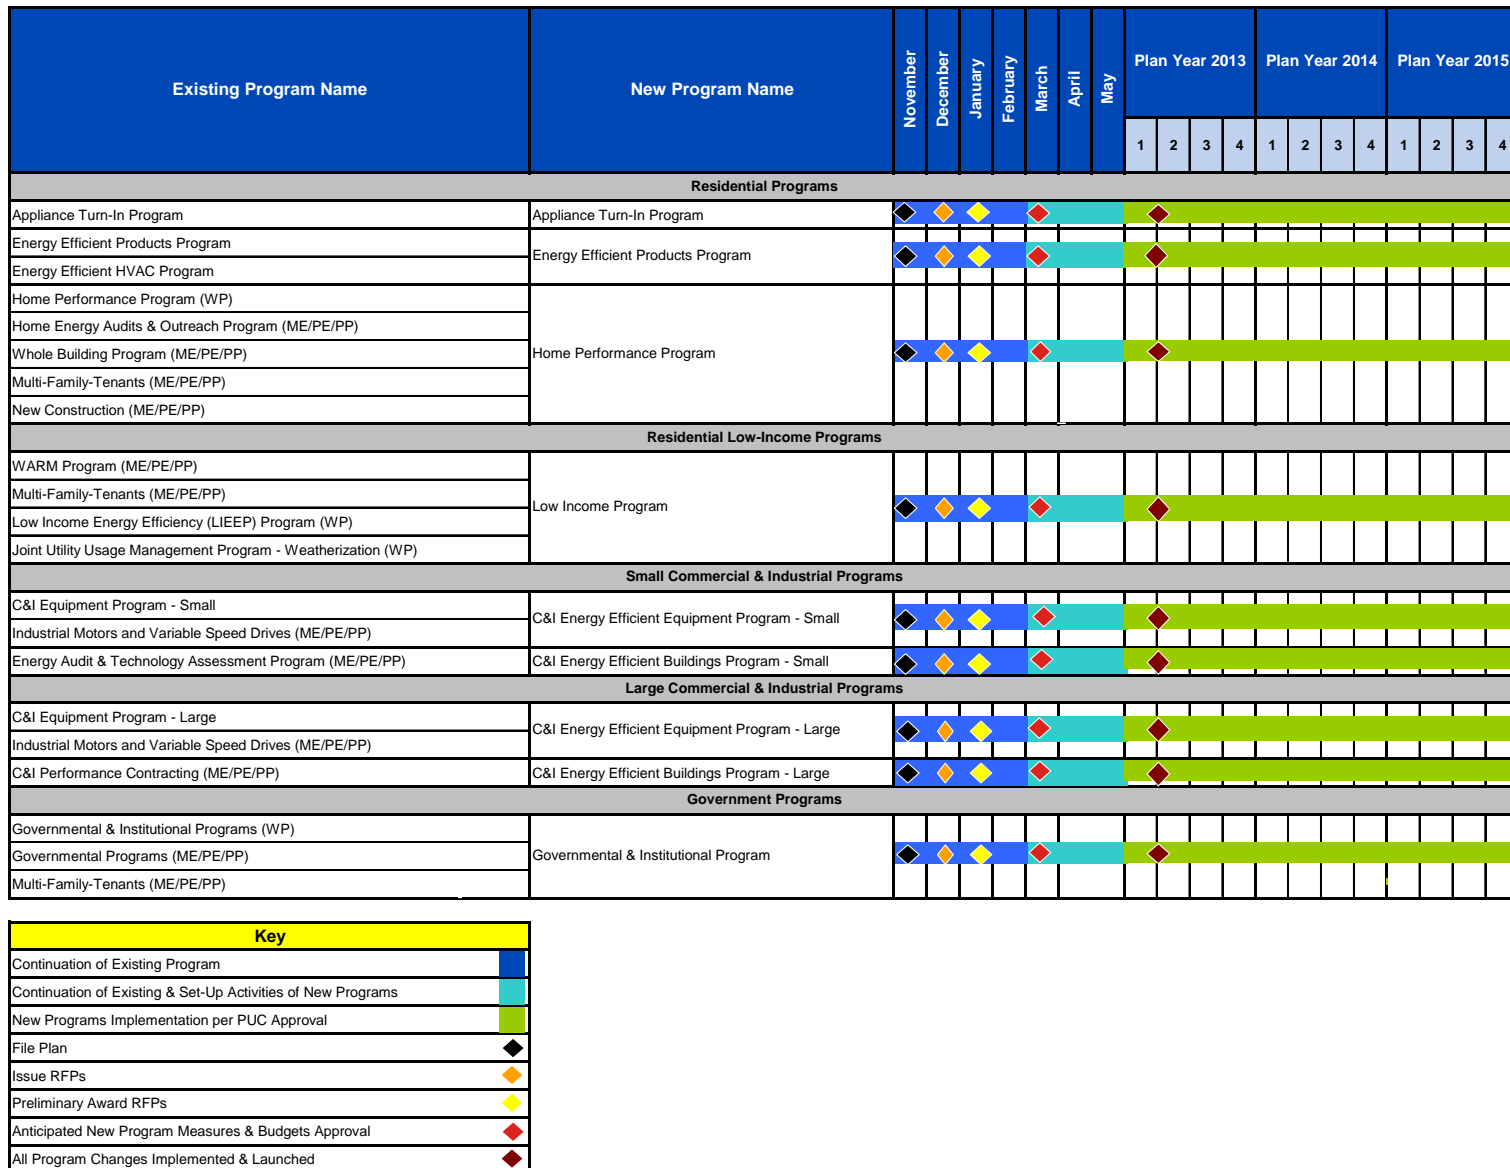 Existing Program Name
New Program Name
November
December
January
February
March
April
May
Plan Year 2013
Plan Year 2014
Plan Year 2015
1 2 3 4 1 2 3 4 1 2 3 4
Residential Programs
Appliance Turn-In Program
Appliance Turn-In Program
Energy Efficient Products Program
Energy Efficient HVAC Program
Energy Efficient Products Program
Home Performance Program (WP)
Home Energy Audits & Outreach Program (ME/PE/PP)
Whole Building Program (ME/PE/PP)
Multi-Family-Tenants (ME/PE/PP)
New Construction (ME/PE/PP)
Home Performance Program
Residential Low-Income Programs
WARM Program (ME/PE/PP)
Multi-Family-Tenants (ME/PE/PP)
Low Income Energy Efficiency (LIEEP) Program (WP)
Joint Utility Usage Management Program - Weatherization (WP)
Low Income Program
Small Commercial & Industrial Programs
C&I Equipment Program - Small
Industrial Motors and Variable Speed Drives (ME/PE/PP)
C&I Energy Efficient Equipment Program - Small
Energy Audit & Technology Assessment Program (ME/PE/PP)
C&I Energy Efficient Buildings Program - Small
Large Commercial & Industrial Programs
C&I Equipment Program - Large
Industrial Motors and Variable Speed Drives (ME/PE/PP)
C&I Energy Efficient Equipment Program - Large
C&I Performance Contracting (ME/PE/PP)
C&I Energy Efficient Buildings Program - Large
Government Programs
Governmental & Institutional Programs (WP)
Governmental Programs (ME/PE/PP)
Multi-Family-Tenants (ME/PE/PP)
Governmental & Institutional Program
Key
Continuation of Existing Program
Continuation of Existing & Set-Up Activities of New Programs
New Programs Implementation per PUC Approval
File Plan
Issue RFPs
Preliminary Award RFPs
Anticipated New Program Measures & Budgets Approval
All Program Changes Implemented & Launched